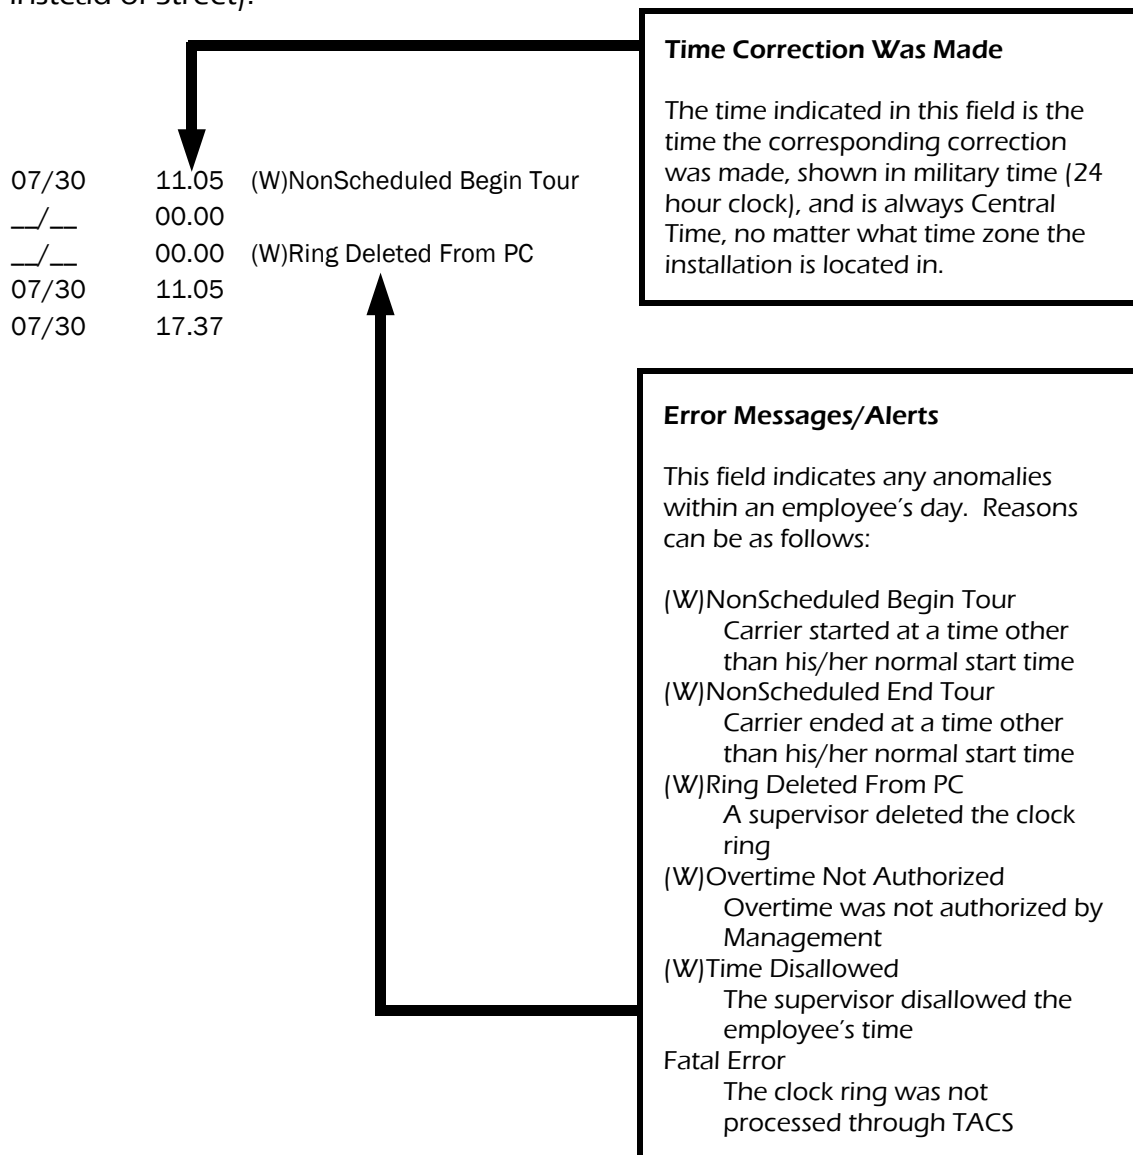 instead of Street).
Time Correction Was Made
The time indicated in this field is the
time the corresponding correction
was made, shown in military time (24
hour clock), and is always Central
Time, no matter what time zone the
installation is located in.
07/30 11.05 (W)NonScheduled Begin Tour
__/__ 00.00
__/__ 00.00 (W)Ring Deleted From PC
07/30 11.05
07/30 17.37
Error Messages/Alerts
This field indicates any anomalies
within an employee's day. Reasons
can be as follows:
(W)NonScheduled Begin Tour
Carrier started at a time other
than his/her normal start time
(W)NonScheduled End Tour
Carrier ended at a time other
than his/her normal start time
(W)Ring Deleted From PC
A supervisor deleted the clock
ring
(W)Overtime Not Authorized
Overtime was not authorized by
Management
(W)Time Disallowed
The supervisor disallowed the
employee's time
Fatal Error
The clock ring was not
processed through TACS